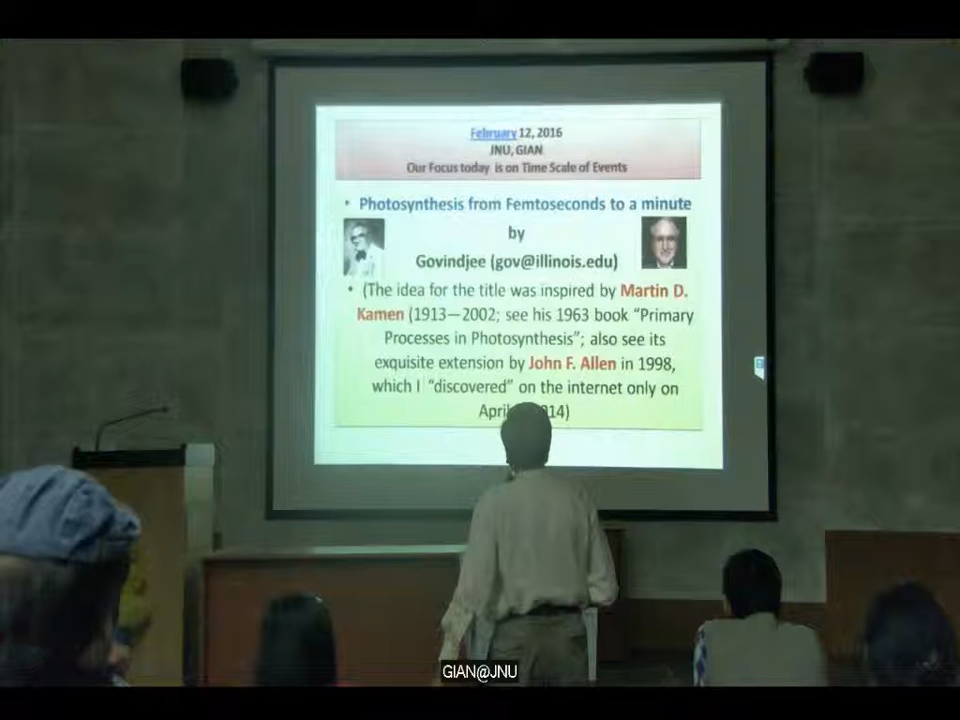 February 12, 2016
JNU, GIAN
Our Focus today is on Time Scale of Events
• Photosynthesis from Femtoseconds to a minute
by
Govindjee (gov@illinois.edu)
• (The idea for the title was inspired by Martin D.
Kamen (1913—2002; see his 1963 book “Primary
Processes in Photosynthesis”; also see its
exquisite extension by John F. Allen in 1998,
which I “discovered” on the internet only on
April 14)
GIAN@JNU